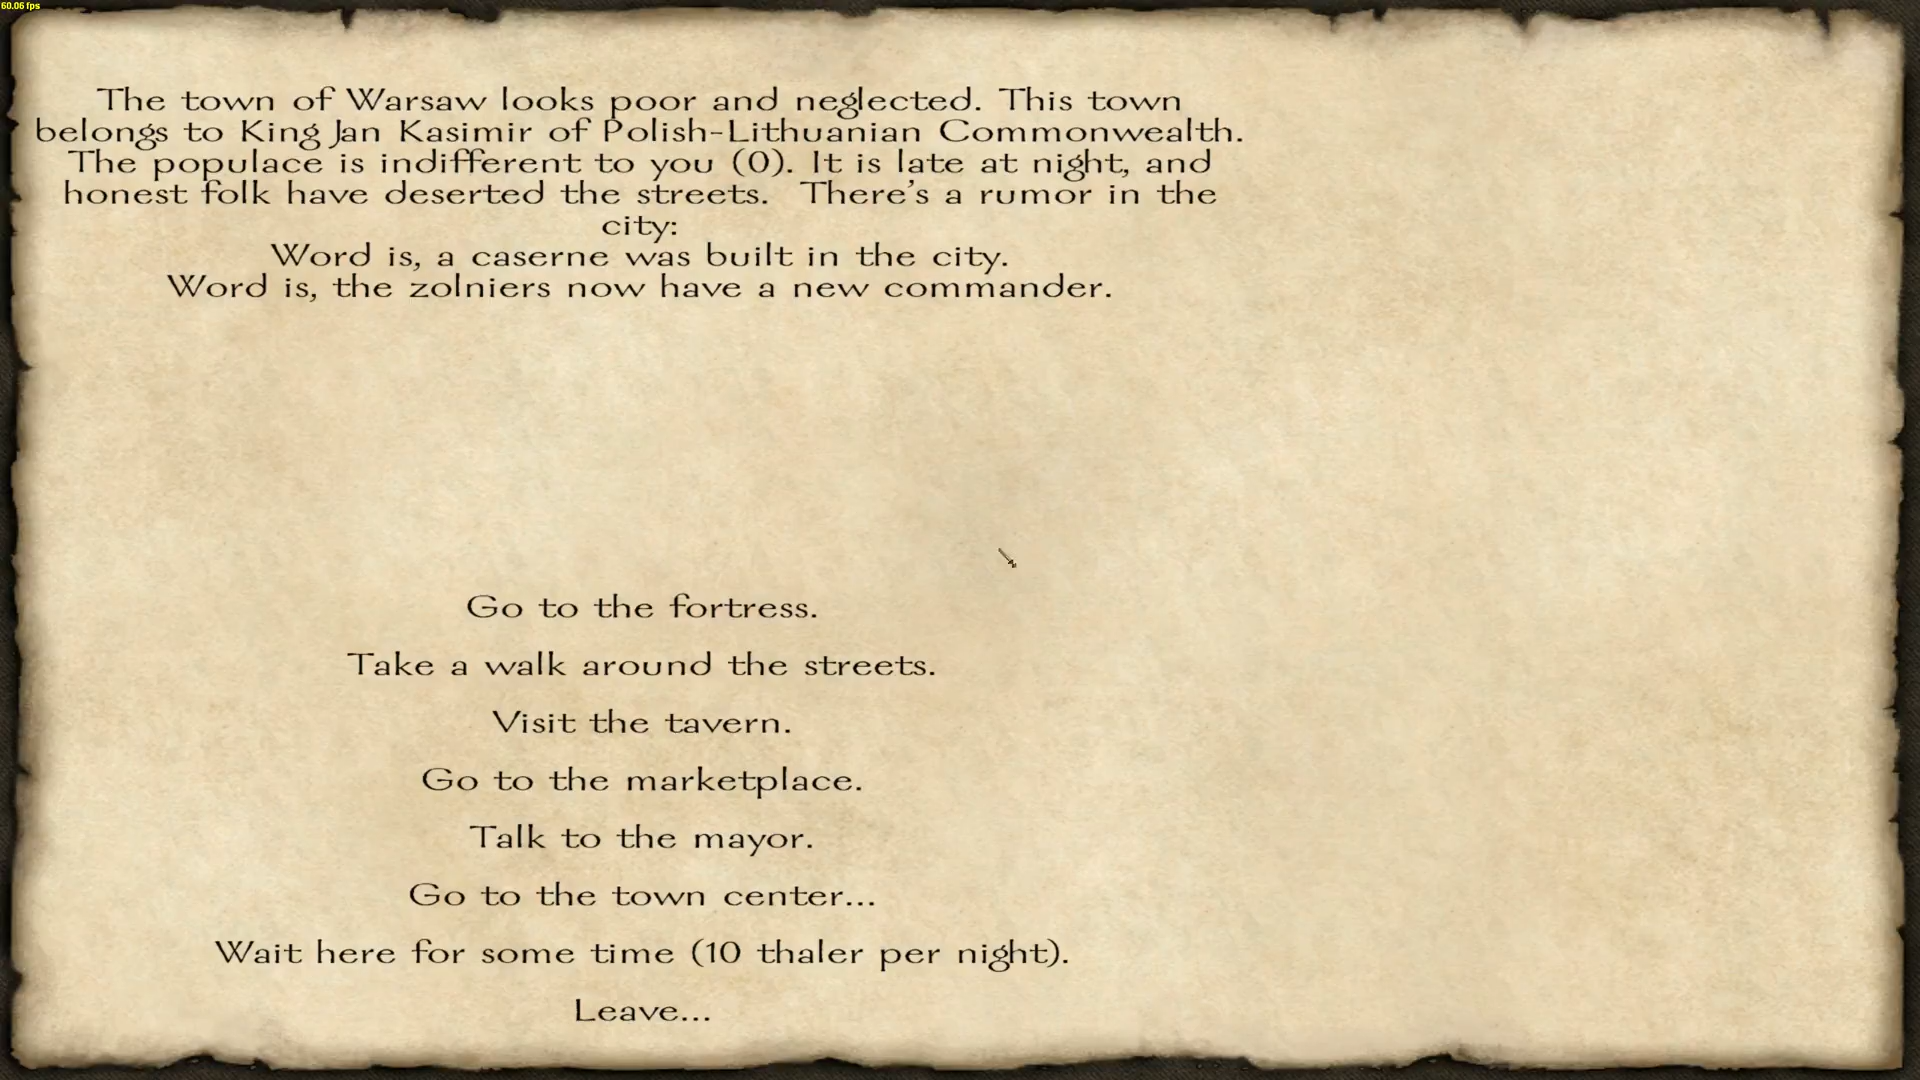 60.06 fps
The town of Warsaw looks poor and neglected. This town
belongs to King Jan Kasimir of Polish-Lithuanian Commonwealth.
The populace is indifferent to you (0). It is late at night, and
honest folk have deserted the streets. There's a rumor in the
city:
Word is, a caserne was built in the city.
Word is, the zolniers now have a new commander.
Go to the fortress.
Take a walk around the streets.
Visit the tavern.
Go to the marketplace.
Talk to the mayor.
Go to the town center...
Wait here for some time (10 thaler per night).
Leave...